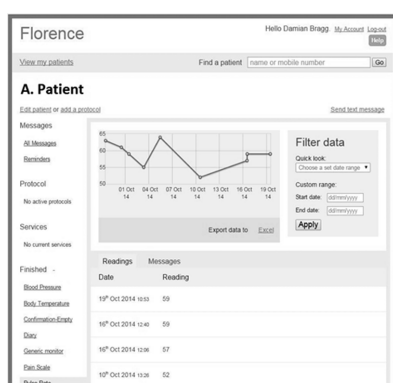 Florence
Hello Damian Bragg. My Account Log-out
Help
View my patients
Find a patient name or mobile number Go
A. Patient
Edit patient or add a protocol
Send text message
Messages
All Messages
Reminders
Protocol
No active protocols
Services
No current services
Finished -
Blood Pressure
Body Temperature
Confirmation-Empty
Diary
Generic monitor
Pain Scale
Pulse Rate
65
60
55
50
01 Oct 14
04 Oct 14
07 Oct 14
10 Oct 14
13 Oct 14
16 Oct 14
19 Oct 14
Export data to Excel
Filter data
Quick look:
Choose a set date range
Custom range:
Start date: dd/mm/yyyy
End date: dd/mm/yyyy
Apply
Readings Messages
Date Reading
19th Oct 2014 10:53 59
16th Oct 2014 12:40 59
16th Oct 2014 12:06 57
10th Oct 2014 13:26 52